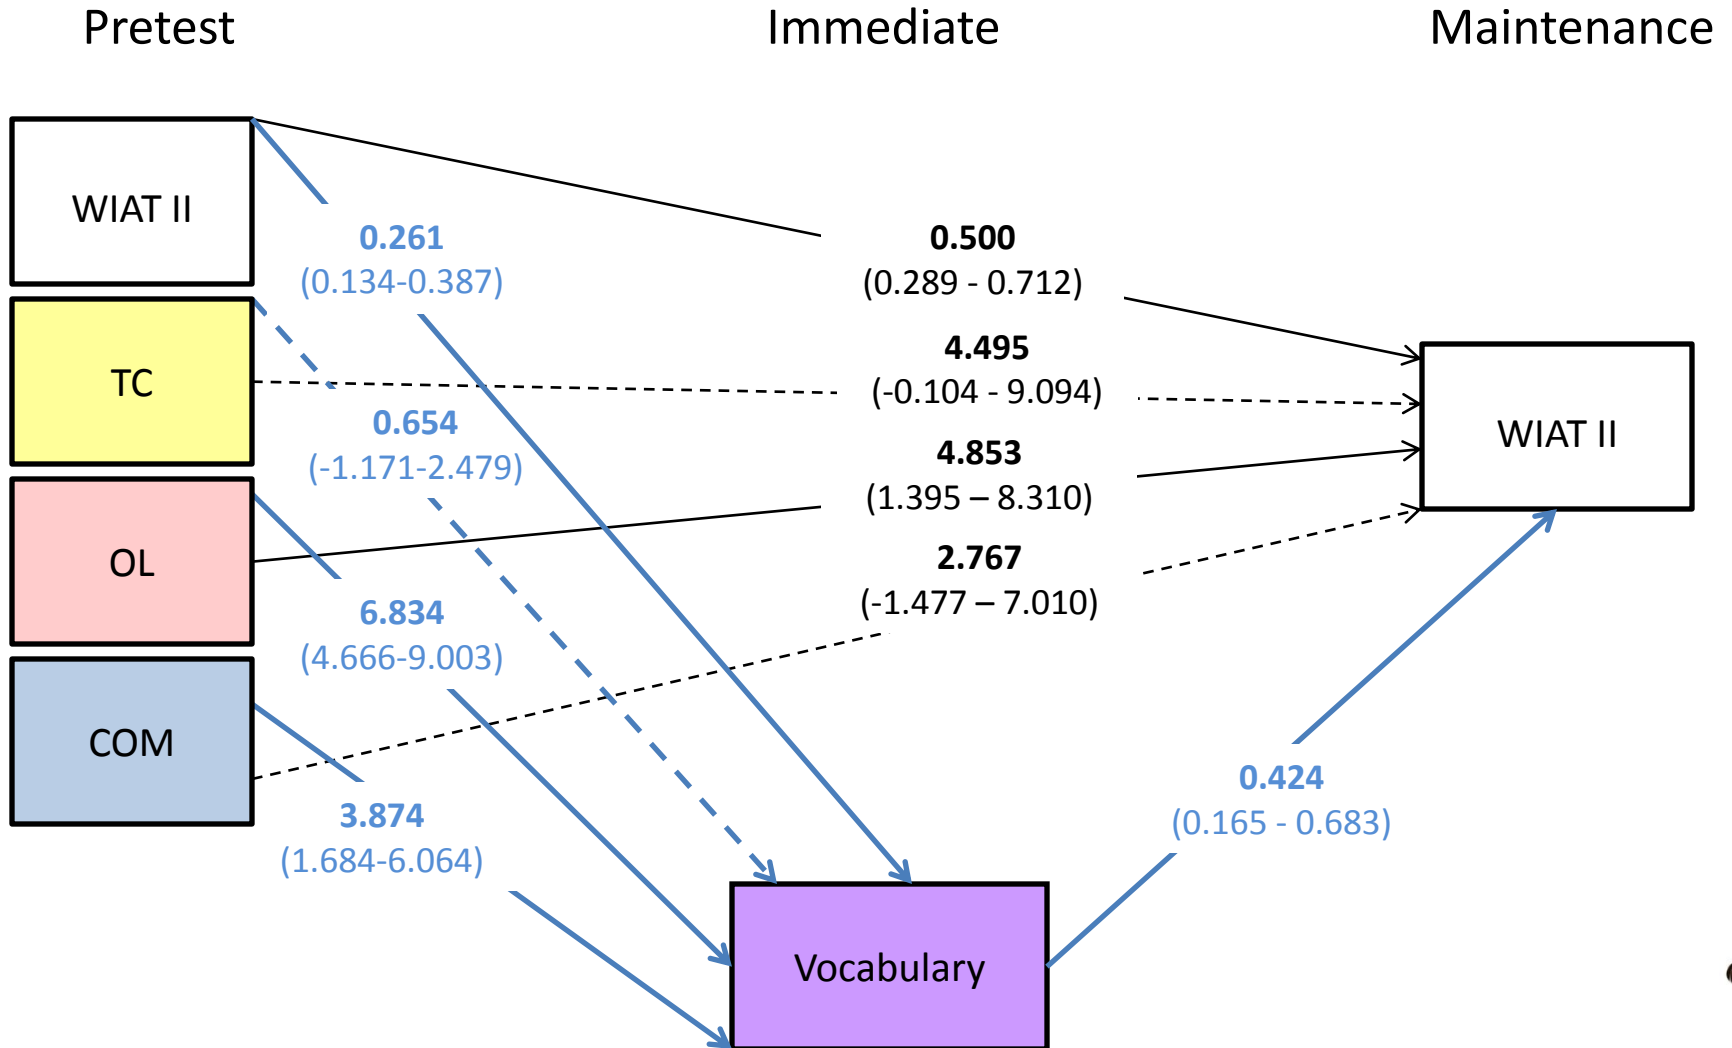 Pretest
Immediate
Maintenance
WIAT II
0.261
(0.134-0.387)
0.500
(0.289 - 0.712)
TC
0.654
(-1.171-2.479)
4.495
(-0.104 - 9.094)
WIAT II
4.853
(1.395 – 8.310)
OL
6.834
(4.666-9.003)
2.767
(-1.477 – 7.010)
COM
3.874
(1.684-6.064)
0.424
(0.165 - 0.683)
Vocabulary